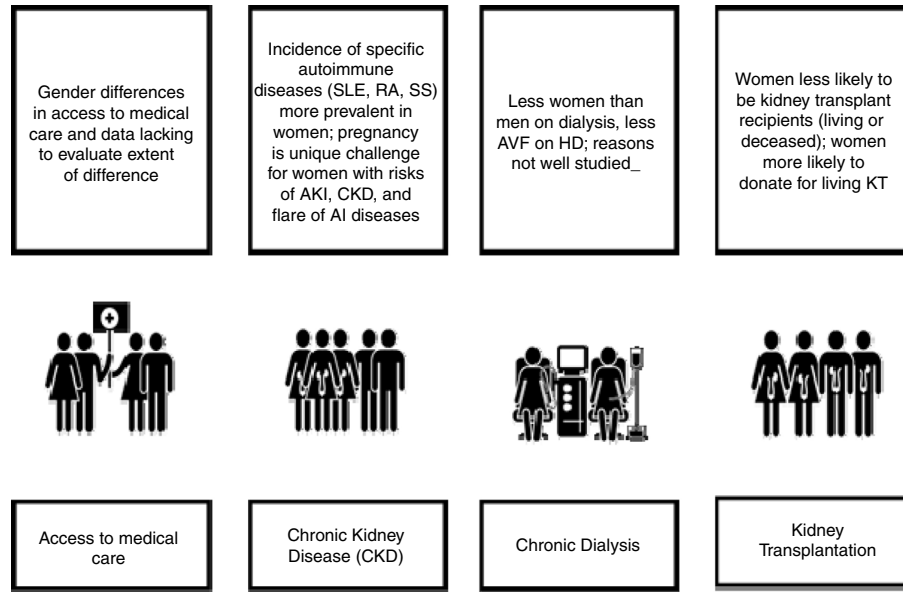 Gender differences
in access to medical
care and data lacking
to evaluate extent
of difference
Incidence of specific
autoimmune
diseases (SLE, RA, SS)
more prevalent in
women; pregnancy
is unique challenge
for women with risks
of AKI, CKD, and
flare of AI diseases
Less women than
men on dialysis, less
AVF on HD; reasons
not well studied_
Women less likely to
be kidney transplant
recipients (living or
deceased); women
more likely to
donate for living KT
Access to medical
care
Chronic Kidney
Disease (CKD)
Chronic Dialysis
Kidney
Transplantation